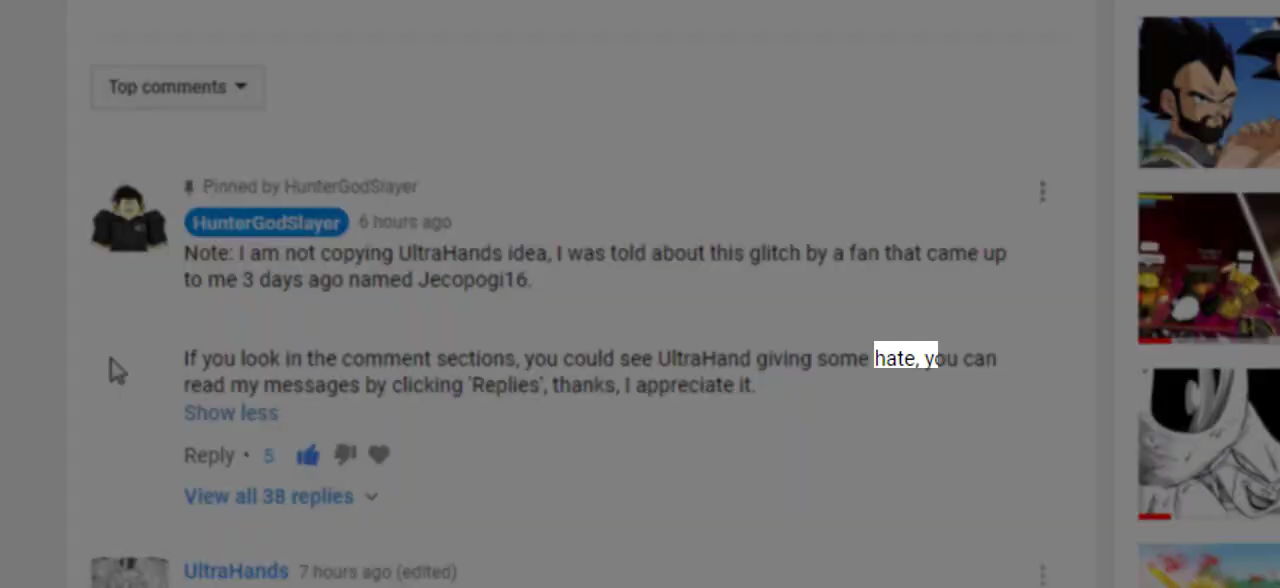 Top comments
Pinned by HunterGodSlayer
HunterGodSlayer 6 hours ago
Note: I am not copying UltraHands idea, I was told about this glitch by a fan that came up
to me 3 days ago named Jecopogi16.
If you look in the comment sections, you could see UltraHand giving some hate, you can
read my messages by clicking 'Replies', thanks, I appreciate it.
Show less
Reply • 5
View all 38 replies
UltraHands 7 hours ago (edited)